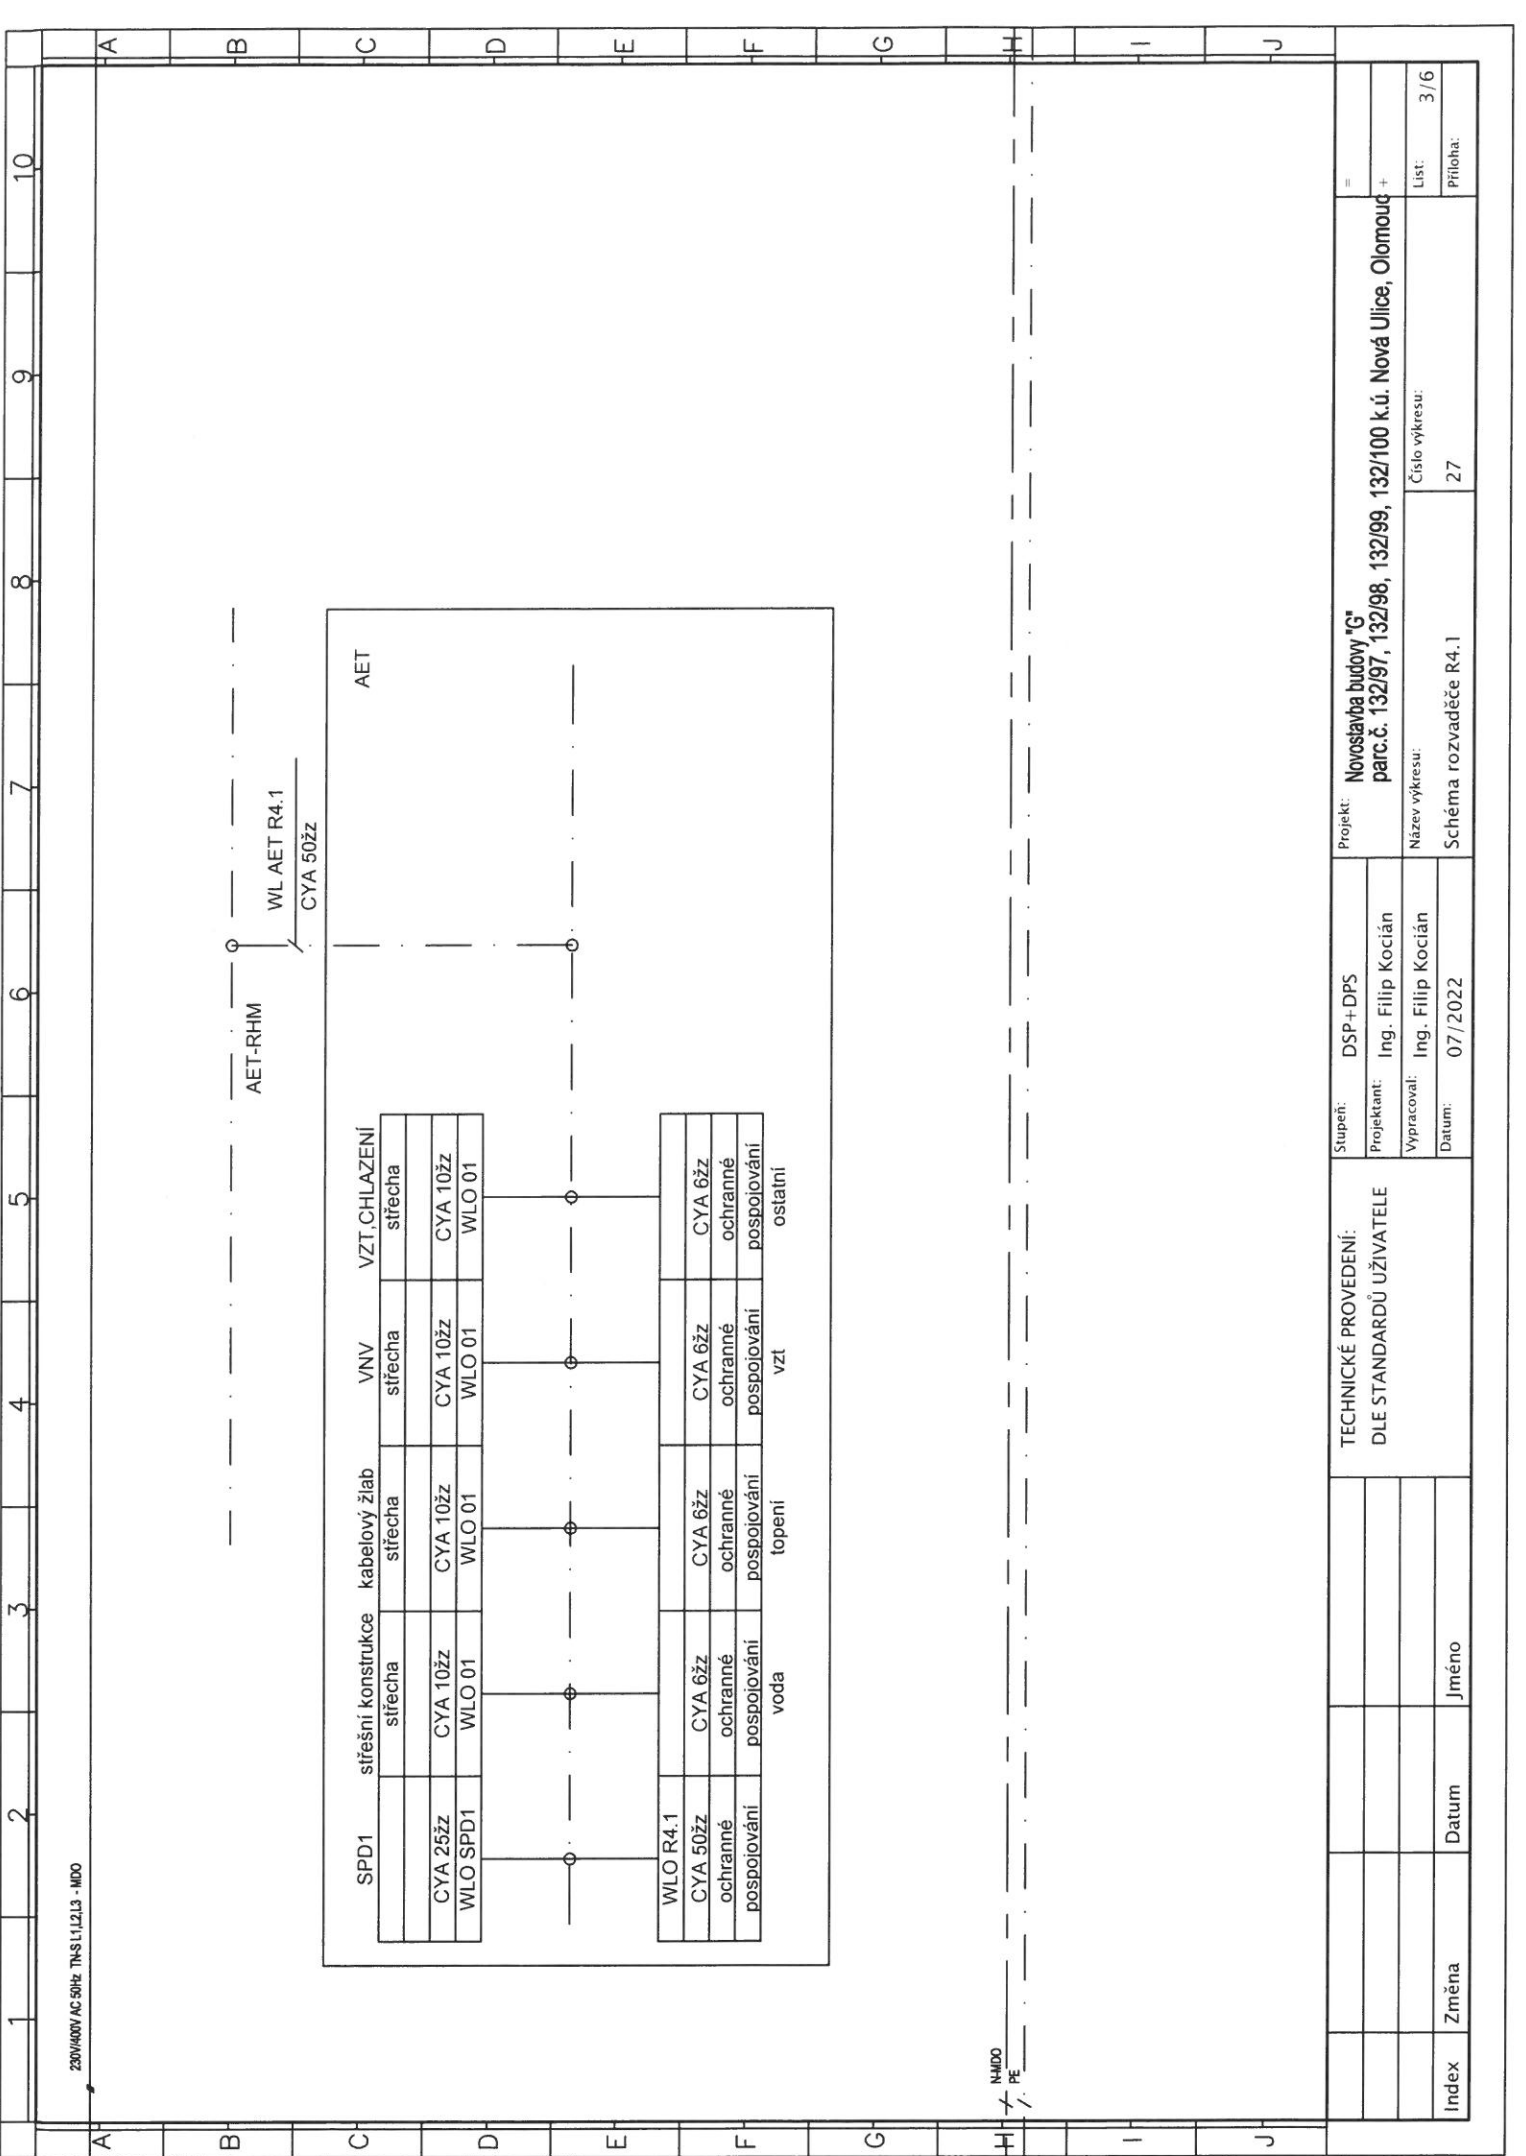 1 2 3 4 5 6 7 8 9 10
A A
B B
C C
D D
E E
F F
G G
H H
I I
J J
230V/400V AC 50Hz TN-S L1,L2,L3 - MDO
AET-RHM
WL AET R4.1
CYA 50žz
AET
SPD1 střešní konstrukce kabelový žlab VNV VZT,CHLAZENÍ
střecha střecha střecha střecha
CYA 25žz CYA 10žz CYA 10žz CYA 10žz CYA 10žz
WLO SPD1 WLO 01 WLO 01 WLO 01 WLO 01
WLO R4.1
CYA 50žz CYA 6žz CYA 6žz CYA 6žz CYA 6žz
ochranné ochranné ochranné ochranné ochranné
pospojování pospojování pospojování pospojování pospojování
voda topení vzt ostatní
N-MDO
PE
Index Změna Datum Jméno
TECHNICKÉ PROVEDENÍ:
DLE STANDARDŮ UŽIVATELE
Stupeň: DSP+DPS
Projektant: Ing. Filip Kocián
Vypracoval: Ing. Filip Kocián
Datum: 07/2022
Projekt: Novostavba budovy "G"
parc.č. 132/97, 132/98, 132/99, 132/100 k.ú. Nová Ulice, Olomouc
Název výkresu:
Schéma rozvaděče R4.1
Číslo výkresu:
27
=
+
List: 3/6
Příloha: